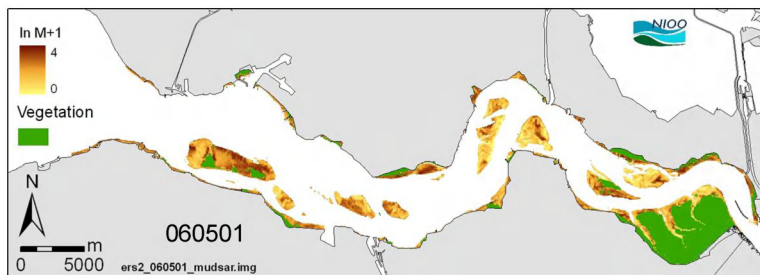 ln M+1
4
0
Vegetation
NIOO
N
0 5000 m
060501
ers2_060501_mudsar.img